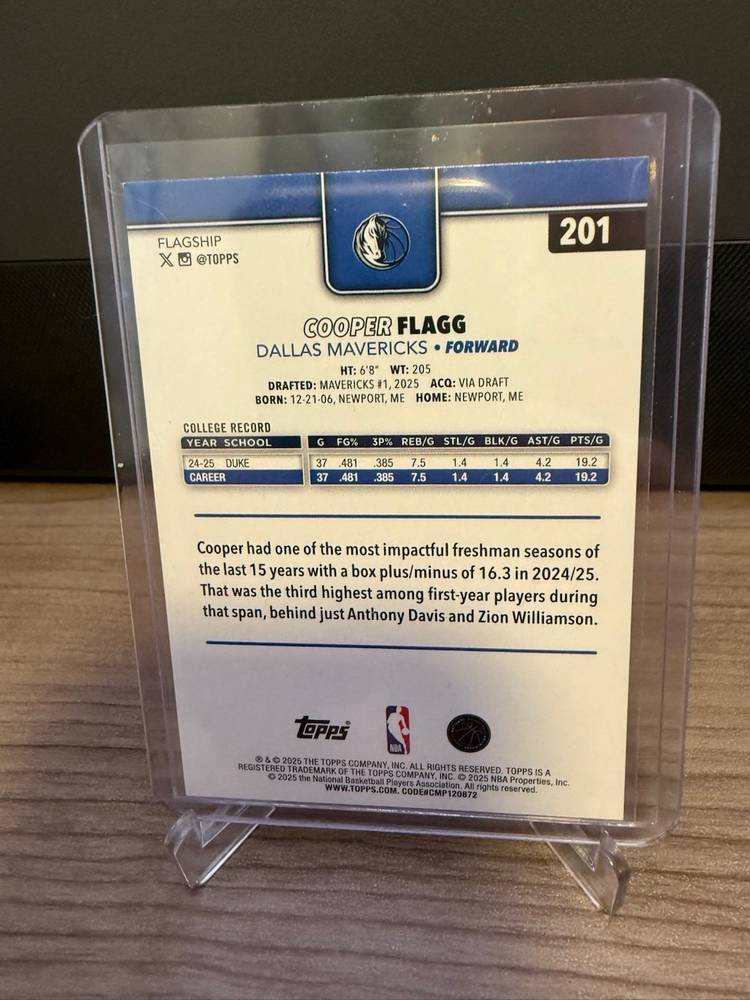 FLAGSHIP
@TOPPS
201
COOPER FLAGG
DALLAS MAVERICKS • FORWARD
HT: 6'8" WT: 205
DRAFTED: MAVERICKS #1, 2025 ACQ: VIA DRAFT
BORN: 12-21-06, NEWPORT, ME HOME: NEWPORT, ME
COLLEGE RECORD
YEAR SCHOOL G FG% 3P% REB/G STL/G BLK/G AST/G PTS/G
24-25 DUKE 37 .481 .385 7.5 1.4 1.4 4.2 19.2
CAREER 37 .481 .385 7.5 1.4 1.4 4.2 19.2
Cooper had one of the most impactful freshman seasons of
the last 15 years with a box plus/minus of 16.3 in 2024/25.
That was the third highest among first-year players during
that span, behind just Anthony Davis and Zion Williamson.
Topps®
NBA
® & © 2025 THE TOPPS COMPANY, INC. ALL RIGHTS RESERVED. TOPPS IS A
REGISTERED TRADEMARK OF THE TOPPS COMPANY, INC. © 2025 NBA Properties, Inc.
© 2025 the National Basketball Players Association. All rights reserved.
WWW.TOPPS.COM. CODE#CMP120872